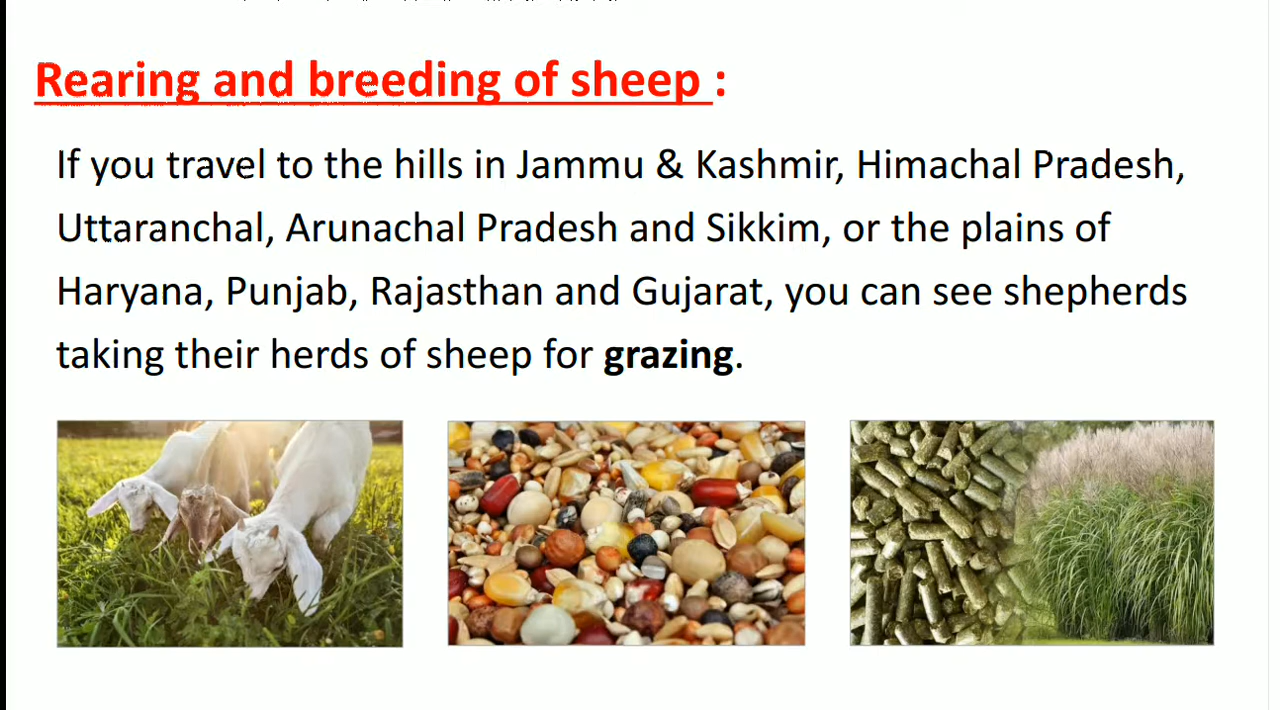 Rearing and breeding of sheep :
If you travel to the hills in Jammu & Kashmir, Himachal Pradesh,
Uttaranchal, Arunachal Pradesh and Sikkim, or the plains of
Haryana, Punjab, Rajasthan and Gujarat, you can see shepherds
taking their herds of sheep for grazing.